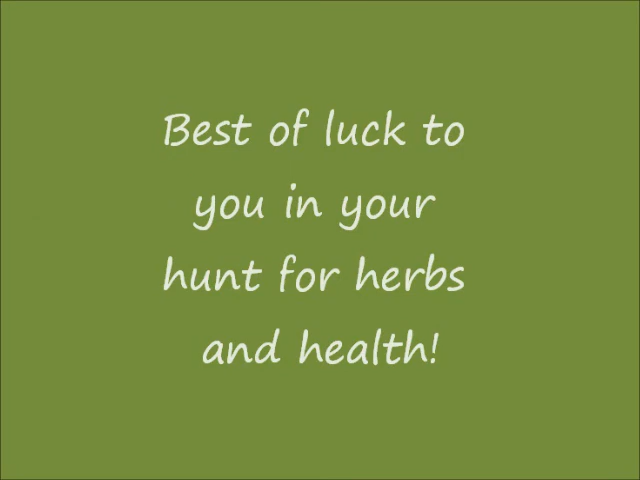 Best of luck to
you in your
hunt for herbs
and health!